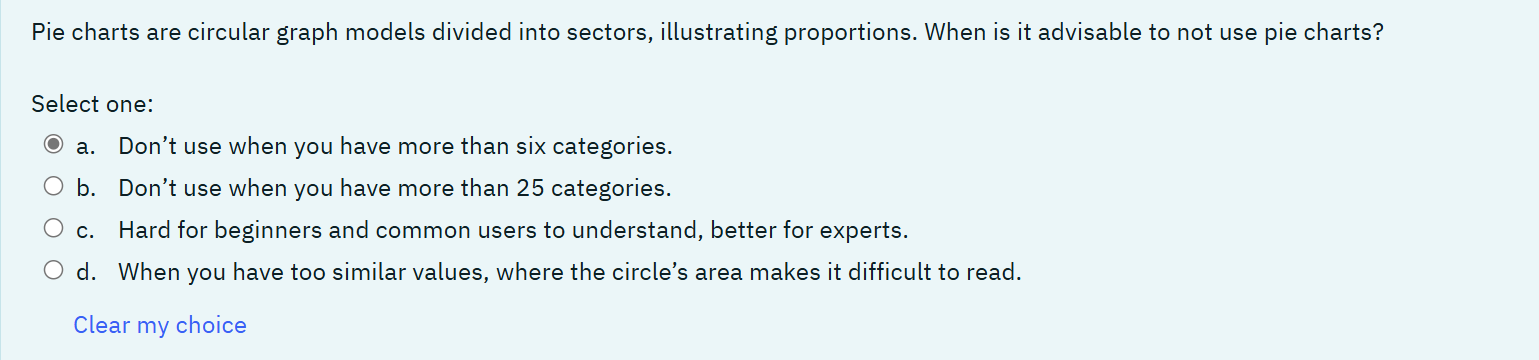 Pie charts are circular graph models divided into sectors, illustrating proportions. When is it advisable to not use pie charts?
Select one:
a. Don’t use when you have more than six categories.
b. Don’t use when you have more than 25 categories.
c. Hard for beginners and common users to understand, better for experts.
d. When you have too similar values, where the circle’s area makes it difficult to read.
Clear my choice